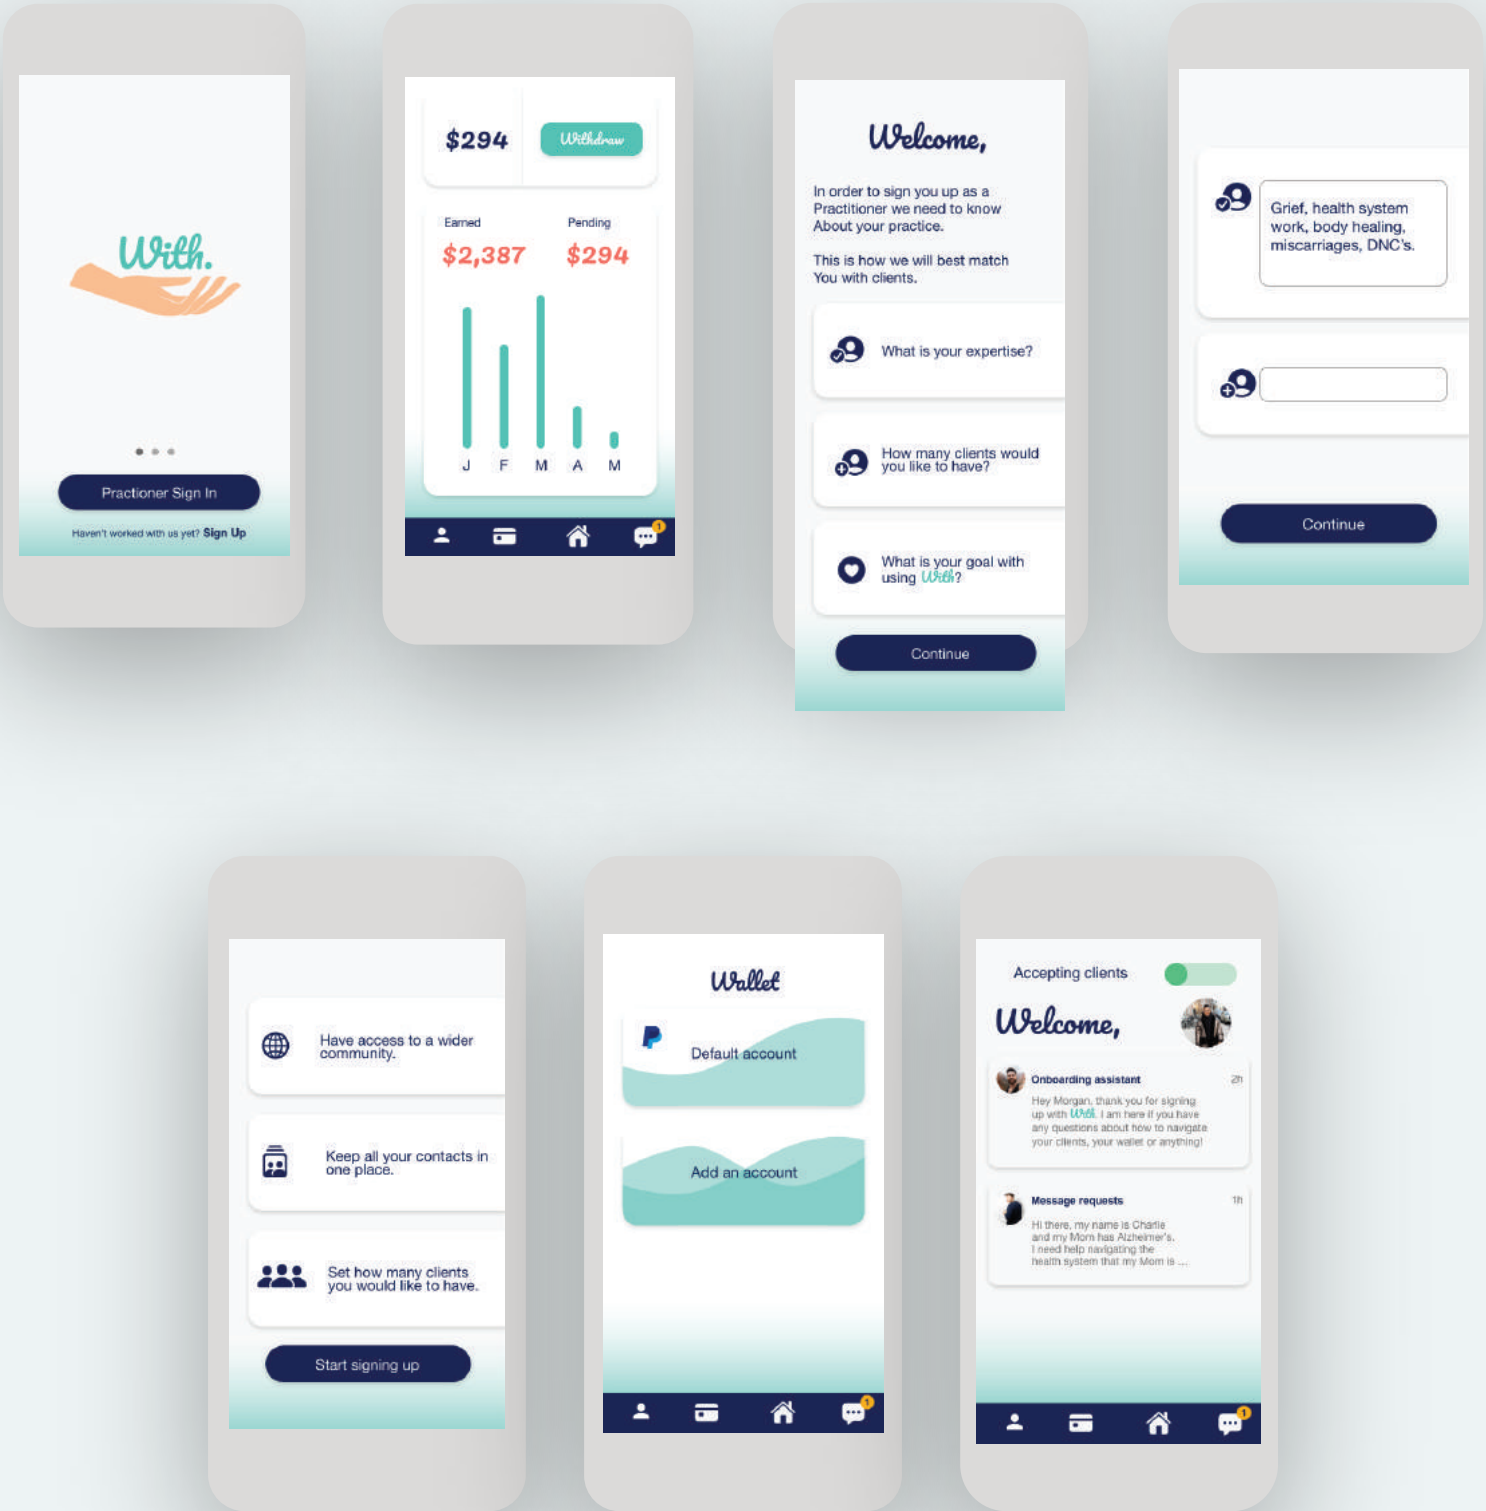 With.
Practioner Sign In
Haven't worked with us yet? Sign Up
$294
Withdraw
Earned
Pending
$2,387
$294
J F M A M
1
Welcome,
In order to sign you up as a
Practitioner we need to know
About your practice.
This is how we will best match
You with clients.
What is your expertise?
How many clients would
you like to have?
What is your goal with
using With?
Continue
Grief, health system
work, body healing,
miscarriages, DNC's.
Continue
Have access to a wider
community.
Keep all your contacts in
one place.
Set how many clients
you would like to have.
Start signing up
Wallet
Default account
Add an account
1
Accepting clients
Welcome,
Onboarding assistant
2h
Hey Morgan, thank you for signing
up with With. I am here if you have
any questions about how to navigate
your clients, your wallet or anything!
Message requests
1h
Hi there, my name is Charlie
and my Mom has Alzheimer's.
I need help navigating the
health system that my Mom is ...
1